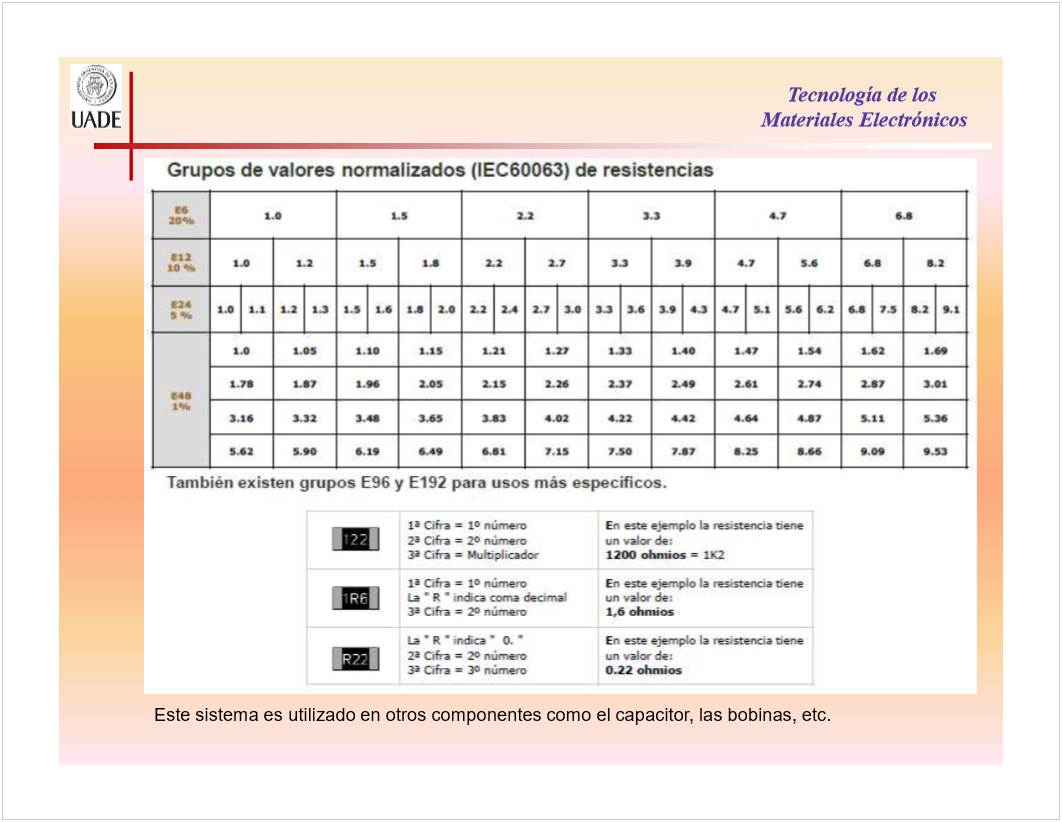 UADE
Tecnología de los
Materiales Electrónicos
Grupos de valores normalizados (IEC60063) de resistencias
E6
20%
1.0 1.5 2.2 3.3 4.7 6.8
E12
10 %
1.0 1.2 1.5 1.8 2.2 2.7 3.3 3.9 4.7 5.6 6.8 8.2
E24
5 %
1.0 1.1 1.2 1.3 1.5 1.6 1.8 2.0 2.2 2.4 2.7 3.0 3.3 3.6 3.9 4.3 4.7 5.1 5.6 6.2 6.8 7.5 8.2 9.1
E48
1%
1.0 1.05 1.10 1.15 1.21 1.27 1.33 1.40 1.47 1.54 1.62 1.69
1.78 1.87 1.96 2.05 2.15 2.26 2.37 2.49 2.61 2.74 2.87 3.01
3.16 3.32 3.48 3.65 3.83 4.02 4.22 4.42 4.64 4.87 5.11 5.36
5.62 5.90 6.19 6.49 6.81 7.15 7.50 7.87 8.25 8.66 9.09 9.53
También existen grupos E96 y E192 para usos más específicos.
122
1ª Cifra = 1º número
2ª Cifra = 2º número
3ª Cifra = Multiplicador
En este ejemplo la resistencia tiene
un valor de:
1200 ohmios = 1K2
1R6
1ª Cifra = 1º número
La " R " indica coma decimal
3ª Cifra = 2º número
En este ejemplo la resistencia tiene
un valor de:
1,6 ohmios
R22
La " R " indica " 0. "
2ª Cifra = 2º número
3ª Cifra = 3º número
En este ejemplo la resistencia tiene
un valor de:
0.22 ohmios
Este sistema es utilizado en otros componentes como el capacitor, las bobinas, etc.